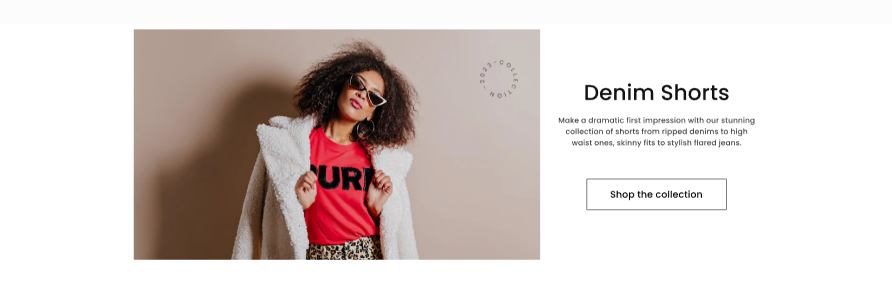 2023-COLLECTION-
Denim Shorts
Make a dramatic first impression with our stunning
collection of shorts from ripped denims to high
waist ones, skinny fits to stylish flared jeans.
Shop the collection